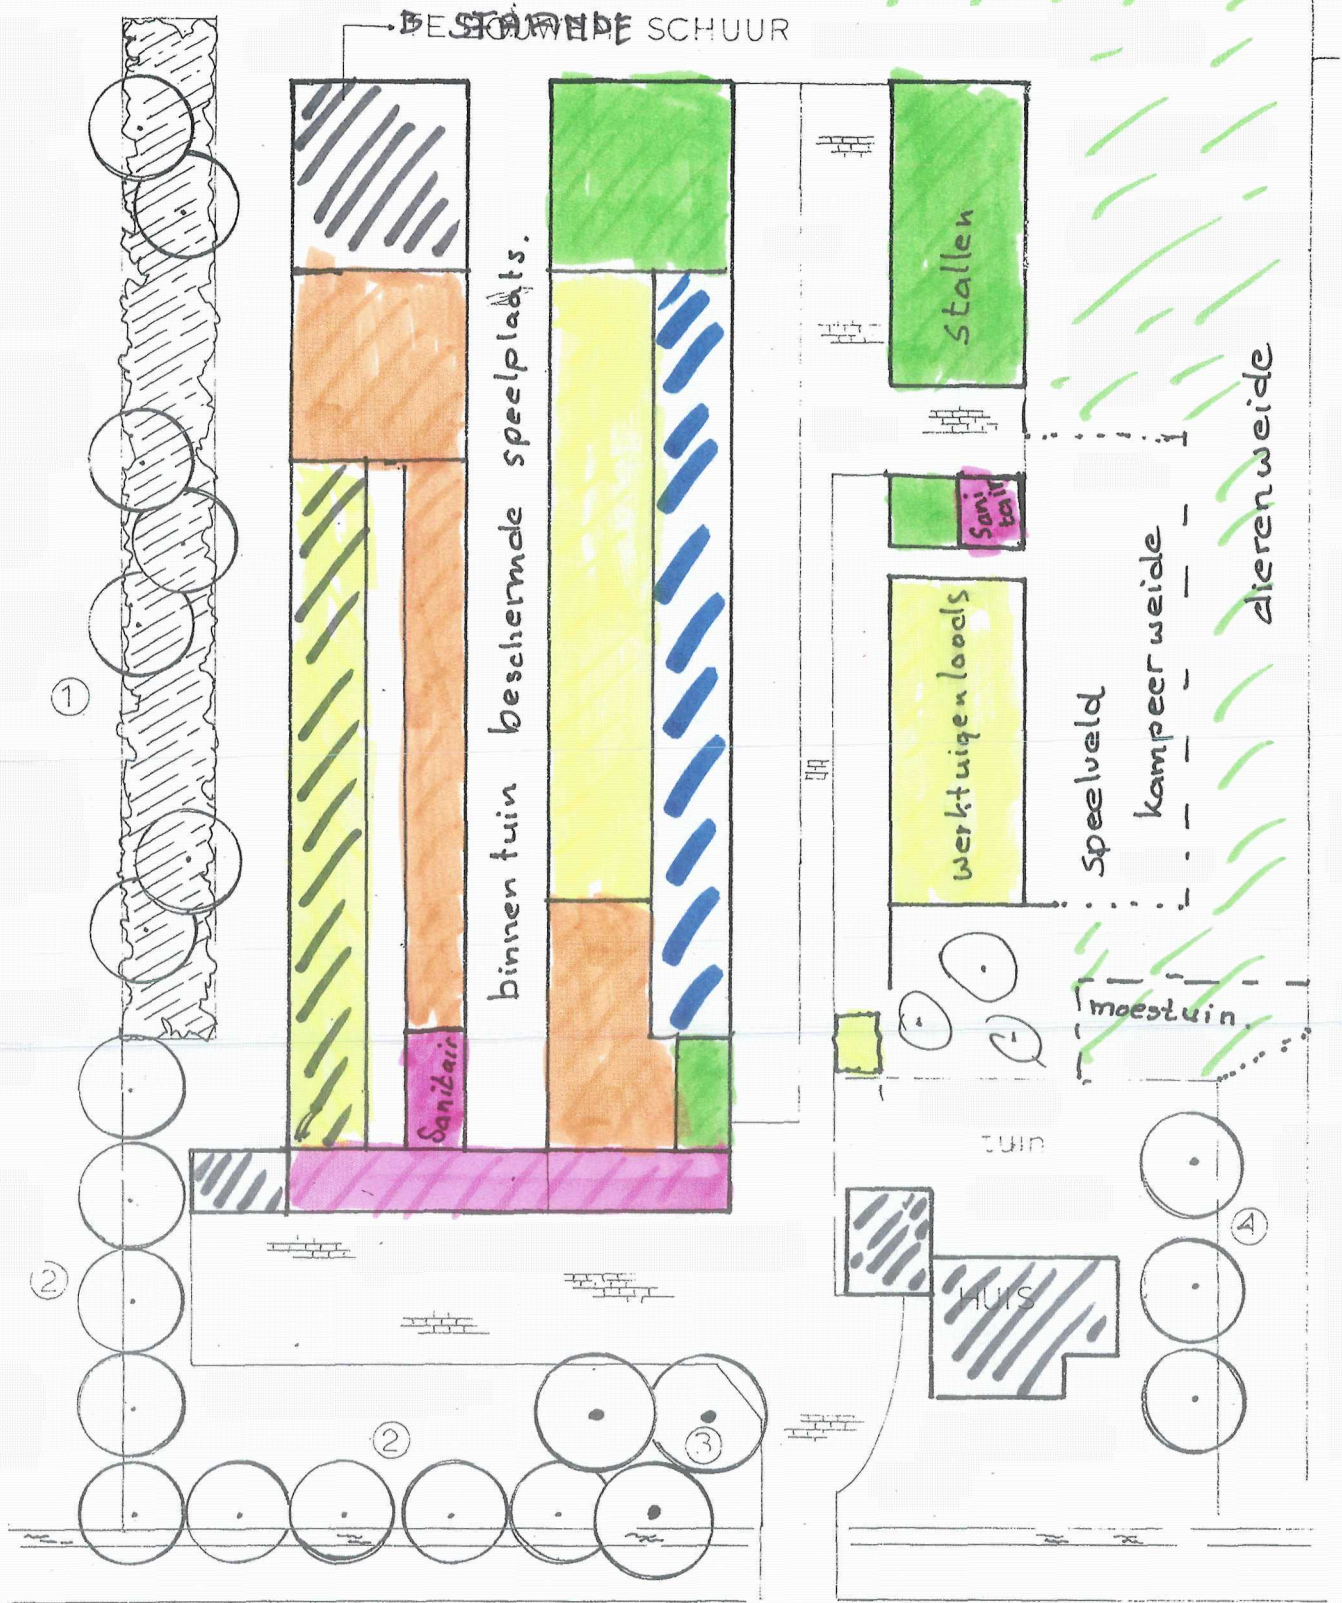 BESTAANDE SCHUUR
binnentuin beschermde speelplaats.
stallen
dierenweide
Sani
tair
werktuigenloods
Speelveld
kampeerweide
1
moestuin.
Sanitair
TUIN
4
2
HUIS
2
3